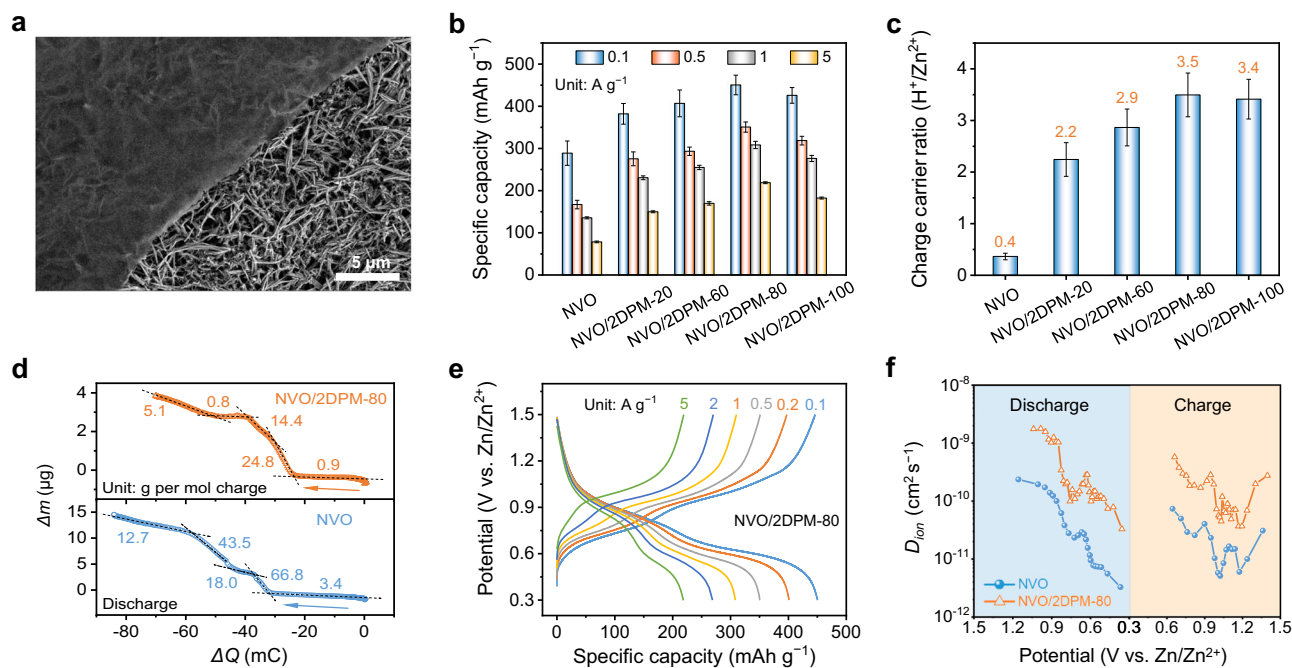 a
5 μm
b
0.1 0.5 1 5
Unit: A g⁻¹
Specific capacity (mAh g⁻¹)
500
400
300
200
100
0
NVO
NVO/2DPM-20
NVO/2DPM-60
NVO/2DPM-80
NVO/2DPM-100
c
Charge carrier ratio (H⁺/Zn²⁺)
5
4
3
2
1
0
0.4
2.2
2.9
3.5
3.4
NVO
NVO/2DPM-20
NVO/2DPM-60
NVO/2DPM-80
NVO/2DPM-100
d
Δm (μg)
4
2
0
NVO/2DPM-80
5.1
0.8
14.4
24.8
0.9
Unit: g per mol charge
15
10
5
0
NVO
12.7
43.5
18.0
66.8
3.4
Discharge
-80 -60 -40 -20 0
ΔQ (mC)
e
Potential (V vs. Zn/Zn²⁺)
1.8
1.5
1.2
0.9
0.6
0.3
Unit: A g⁻¹
5 2 1 0.5 0.2 0.1
NVO/2DPM-80
0 100 200 300 400 500
Specific capacity (mAh g⁻¹)
f
D_ion (cm² s⁻¹)
10⁻⁸
10⁻⁹
10⁻¹⁰
10⁻¹¹
10⁻¹²
Discharge
Charge
NVO
NVO/2DPM-80
1.2 0.9 0.6 0.3 0.6 0.9 1.2 1.5
Potential (V vs. Zn/Zn²⁺)